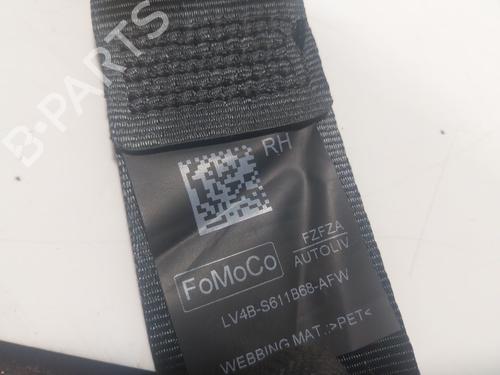 B-PARTS
RH
FoMoCo
FZFZA
AUTOLIV
LV4B-S611B68-AFW
WEBBING MAT.:>PET<